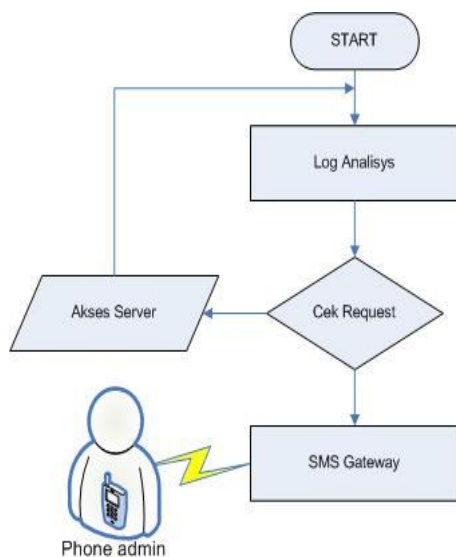 START
Log Analisys
Akses Server
Cek Request
SMS Gateway
Phone admin